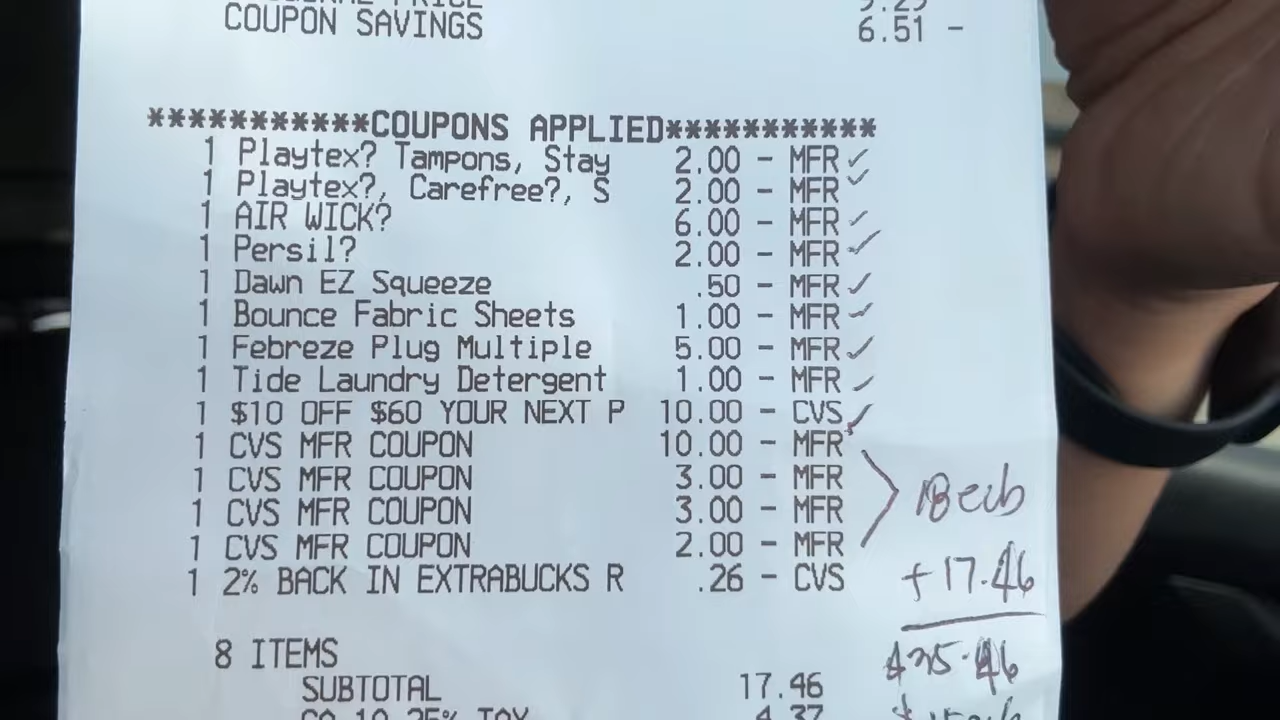 COUPON SAVINGS 6.51 -
***********COUPONS APPLIED***********
1 Playtex? Tampons, Stay 2.00 - MFR ✓
1 Playtex?, Carefree?, S 2.00 - MFR ✓
1 AIR WICK? 6.00 - MFR ✓
1 Persil? 2.00 - MFR ✓
1 Dawn EZ Squeeze .50 - MFR ✓
1 Bounce Fabric Sheets 1.00 - MFR ✓
1 Febreze Plug Multiple 5.00 - MFR ✓
1 Tide Laundry Detergent 1.00 - MFR ✓
1 $10 OFF $60 YOUR NEXT P 10.00 - CVS ✓
1 CVS MFR COUPON 10.00 - MFR
1 CVS MFR COUPON 3.00 - MFR
1 CVS MFR COUPON 3.00 - MFR
1 CVS MFR COUPON 2.00 - MFR
18 ecb
1 2% BACK IN EXTRABUCKS R .26 - CVS
+ 17.46
8 ITEMS
SUBTOTAL 17.46